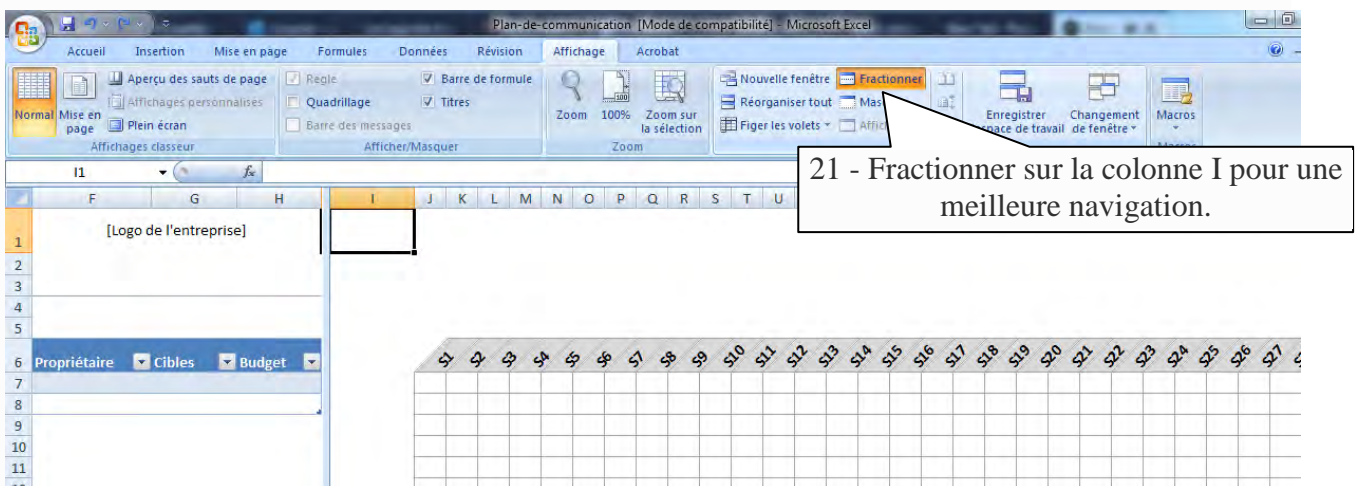 Plan-de-communication [Mode de compatibilité] - Microsoft Excel
Accueil Insertion Mise en page Formules Données Révision Affichage Acrobat
Normal
Mise en page
Aperçu des sauts de page
Affichages personnalisés
Plein écran
Affichages classeur
Règle
Quadrillage
Barre des messages
Barre de formule
Titres
Afficher/Masquer
Zoom
100%
Zoom sur la sélection
Zoom
Nouvelle fenêtre
Réorganiser tout
Figer les volets
Fractionner
Mas
Affic
Enregistrer
pace de travail
Changement de fenêtre
Macros
21 - Fractionner sur la colonne I pour une
meilleure navigation.
I1 fx
F G H I J K L M N O P Q R S T U
1 [Logo de l'entreprise]
2
3
4
5
6 Propriétaire Cibles Budget S1 S2 S3 S4 S5 S6 S7 S8 S9 S10 S11 S12 S13 S14 S15 S16 S17 S18 S19 S20 S21 S22 S23 S24 S25 S26 S27
7
8
9
10
11